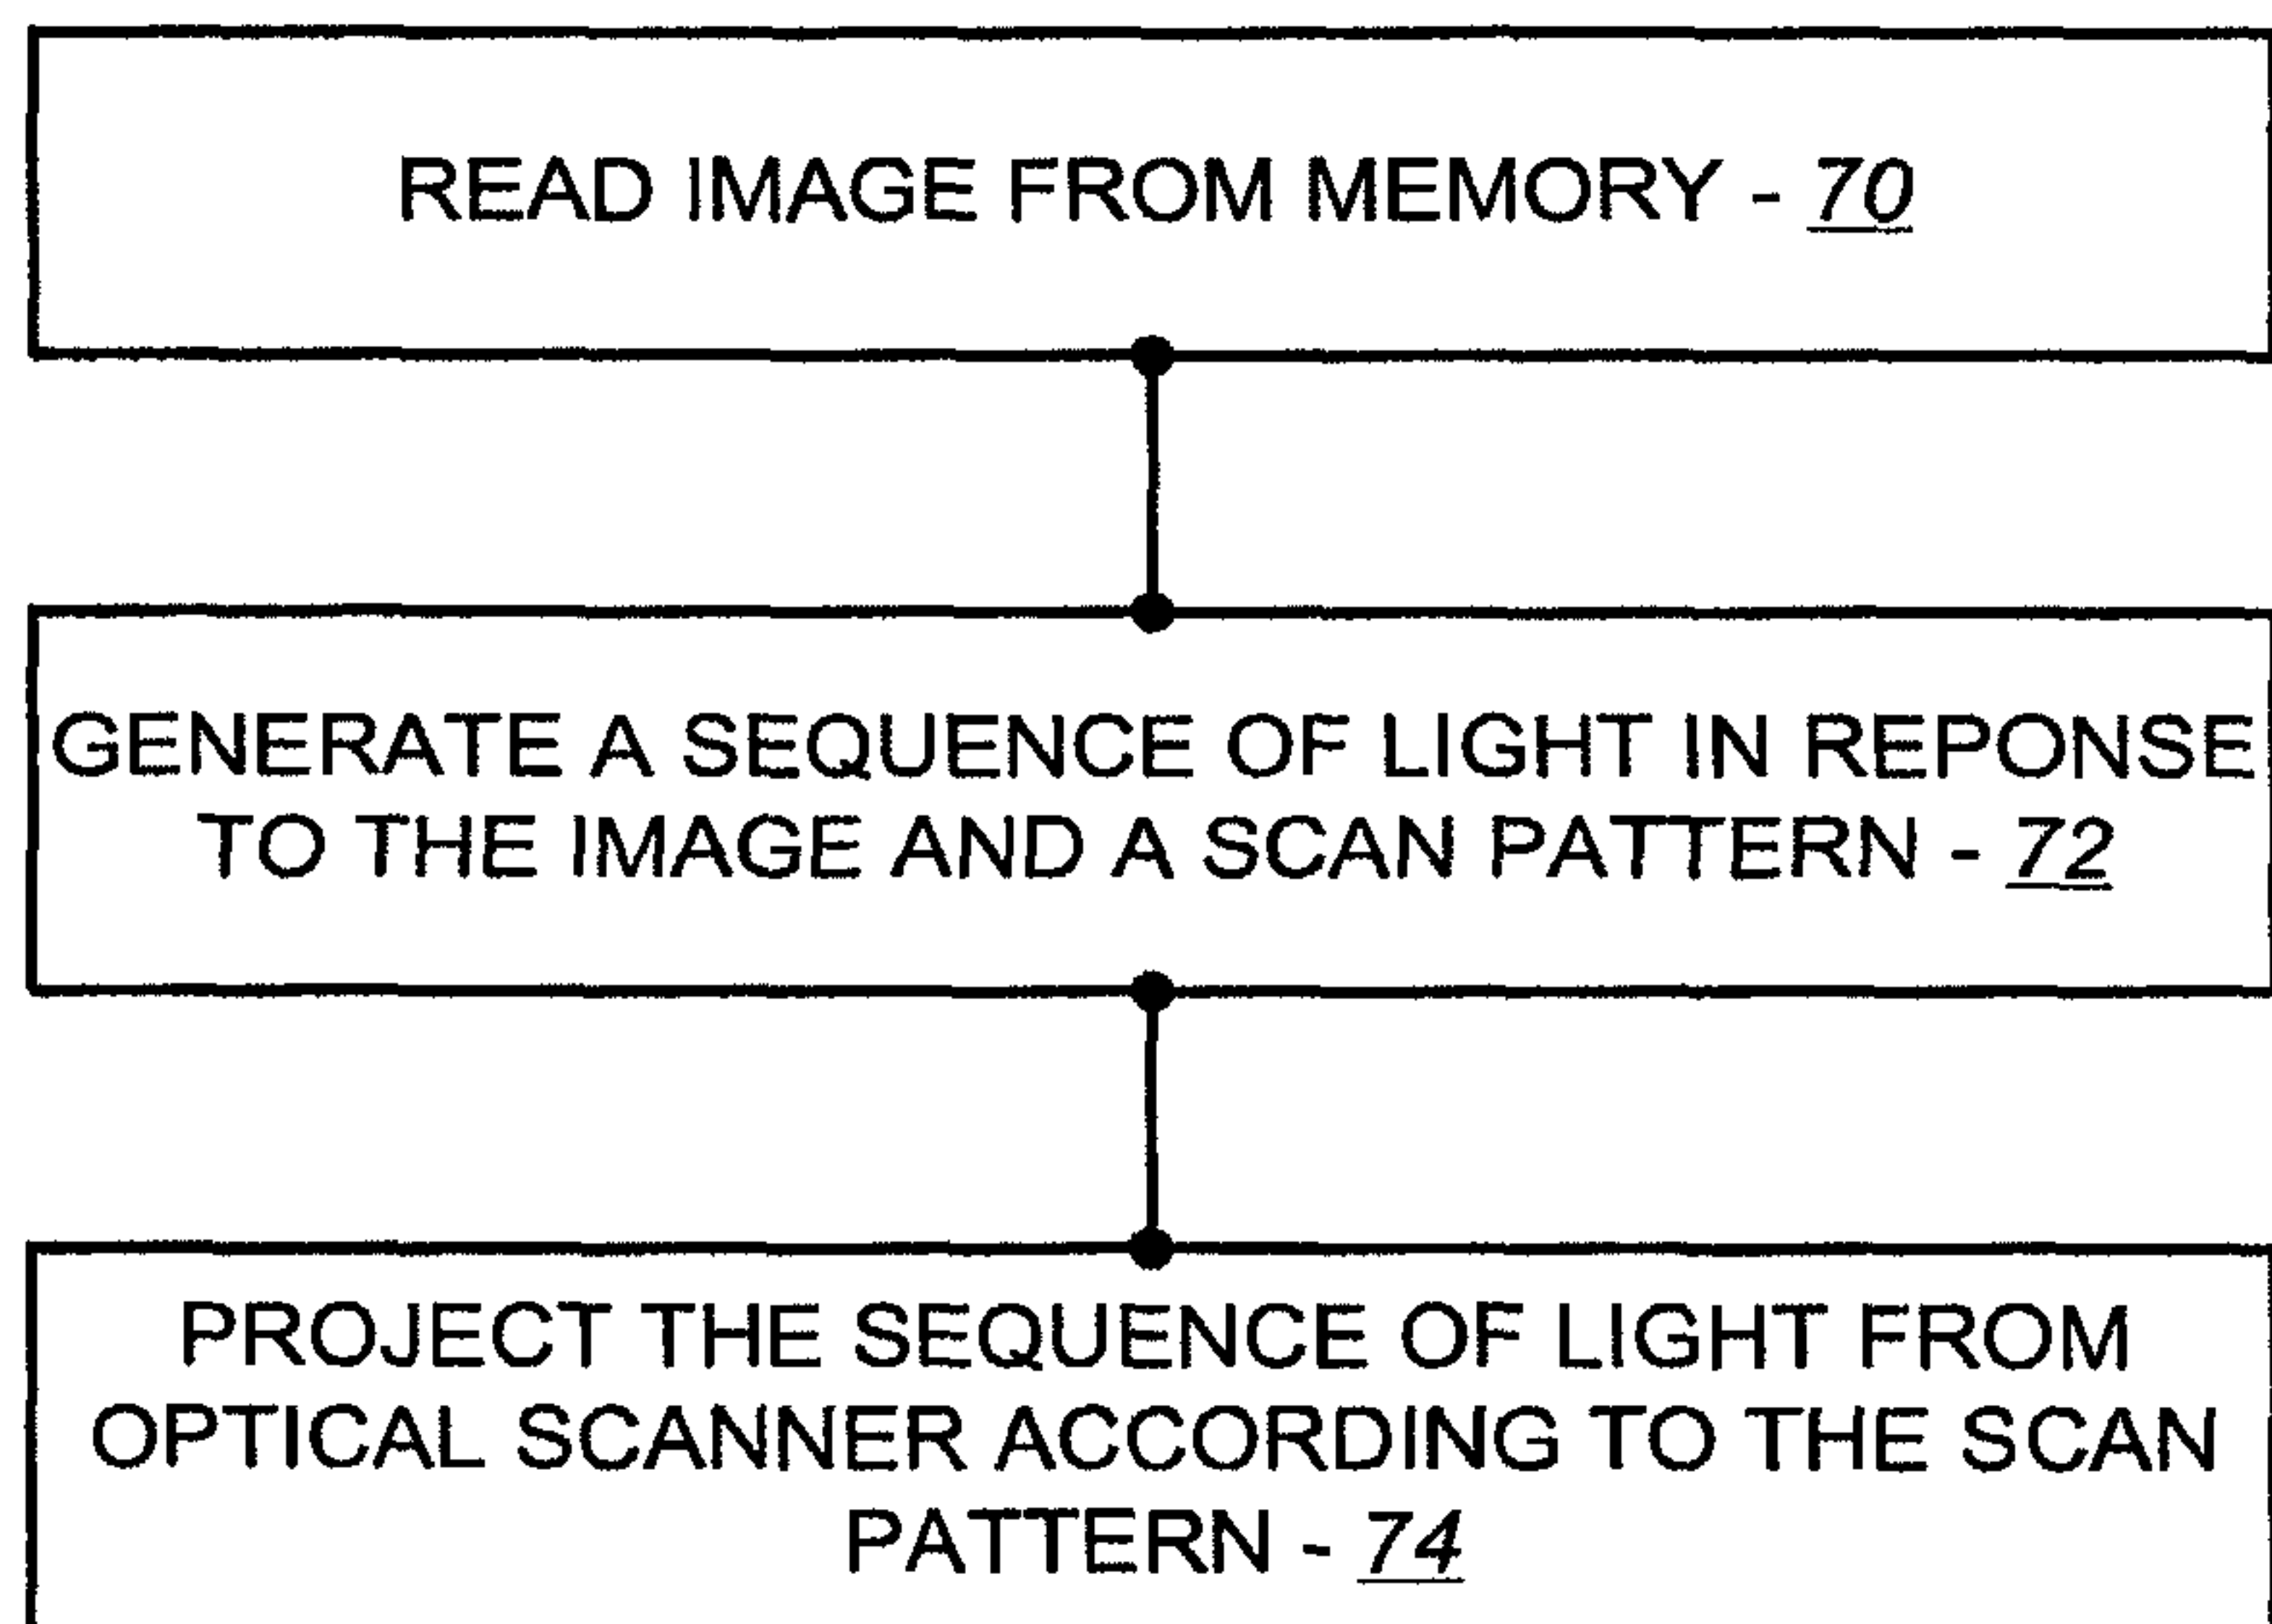 READ IMAGE FROM MEMORY - 70
GENERATE A SEQUENCE OF LIGHT IN REPONSE
TO THE IMAGE AND A SCAN PATTERN - 72
PROJECT THE SEQUENCE OF LIGHT FROM
OPTICAL SCANNER ACCORDING TO THE SCAN
PATTERN - 74